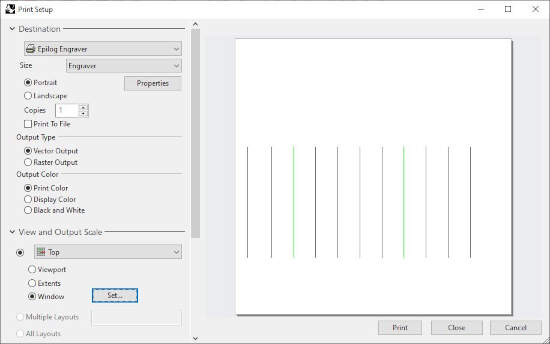 Print Setup
Destination
Epilog Engraver
Size Engraver
Portrait Properties
Landscape
Copies 1
Print To File
Output Type
Vector Output
Raster Output
Output Color
Print Color
Display Color
Black and White
View and Output Scale
Top
Viewport
Extents
Window Set...
Multiple Layouts
All Layouts
Print Close Cancel